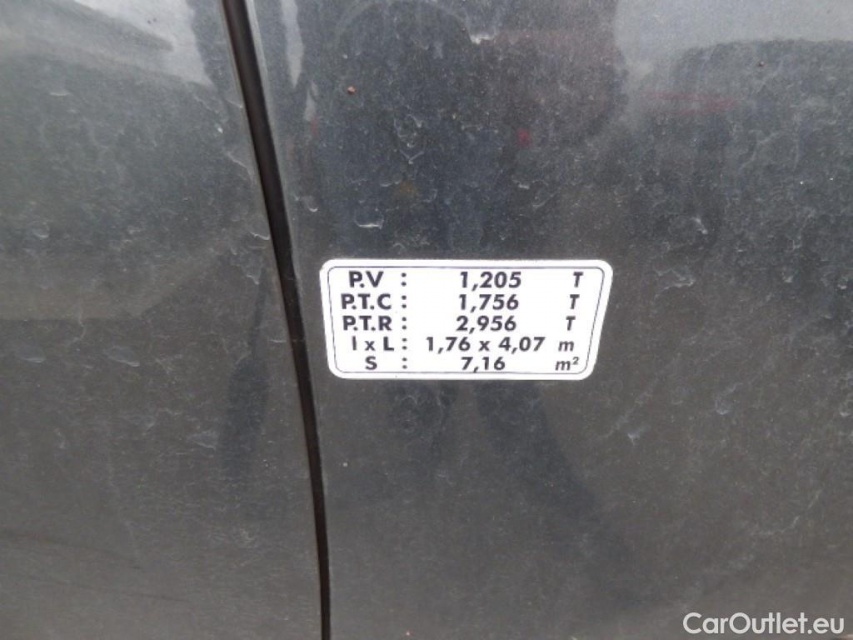 P.V : 1,205 T
P.T.C : 1,756 T
P.T.R : 2,956 T
l x L : 1,76 x 4,07 m
S : 7,16 m²
CarOutlet.eu